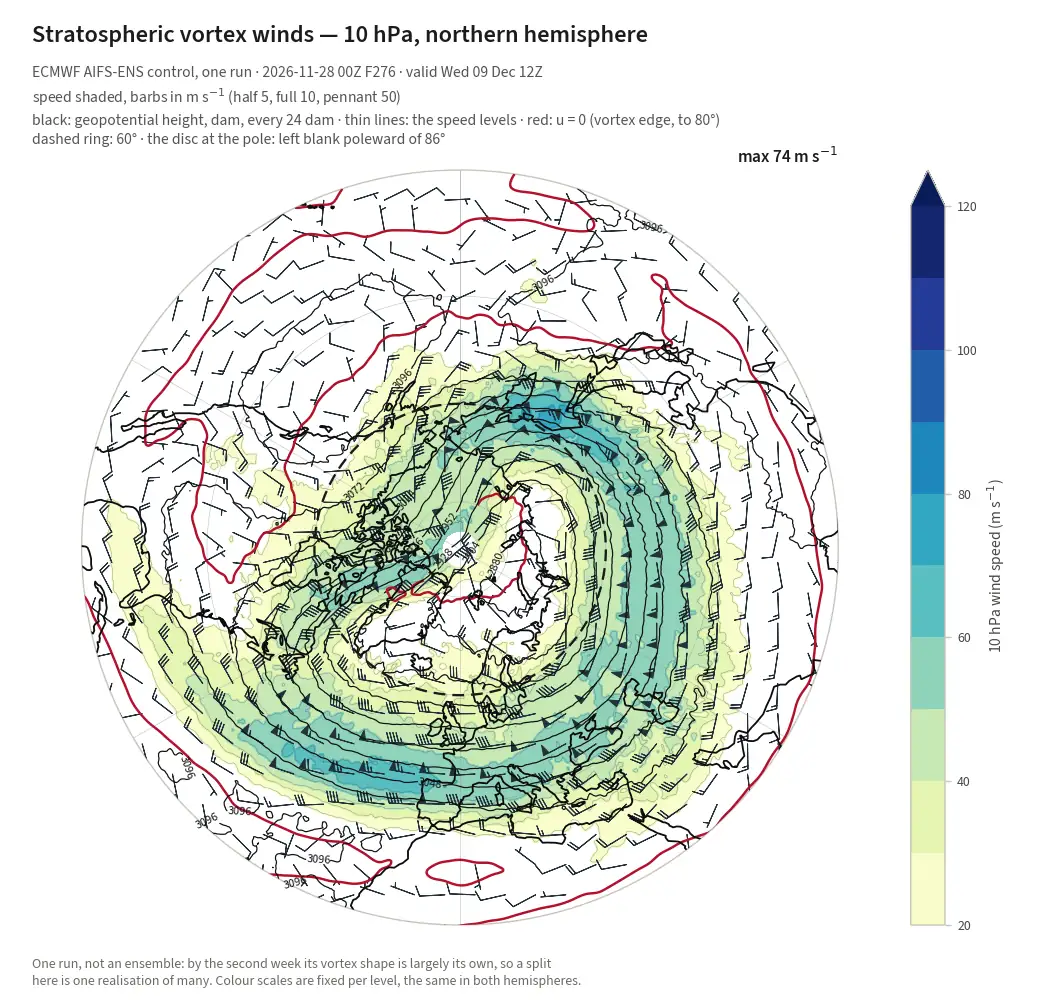 Stratospheric vortex winds — 10 hPa, northern hemisphere
ECMWF AIFS-ENS control, one run · 2026-11-28 00Z F276 · valid Wed 09 Dec 12Z
speed shaded, barbs in m s⁻¹ (half 5, full 10, pennant 50)
black: geopotential height, dam, every 24 dam · thin lines: the speed levels · red: u = 0 (vortex edge, to 80°)
dashed ring: 60° · the disc at the pole: left blank poleward of 86°
max 74 m s⁻¹
120
100
80
60
40
20
10 hPa wind speed (m s⁻¹)
3096
3096
3096
3072
2880
3096
3096
3096
3096
One run, not an ensemble: by the second week its vortex shape is largely its own, so a split
here is one realisation of many. Colour scales are fixed per level, the same in both hemispheres.